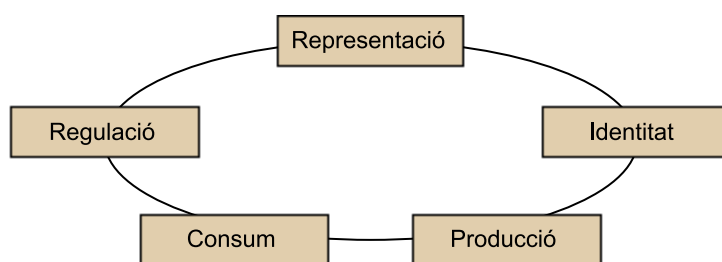 Representació
Regulació
Identitat
Consum
Producció